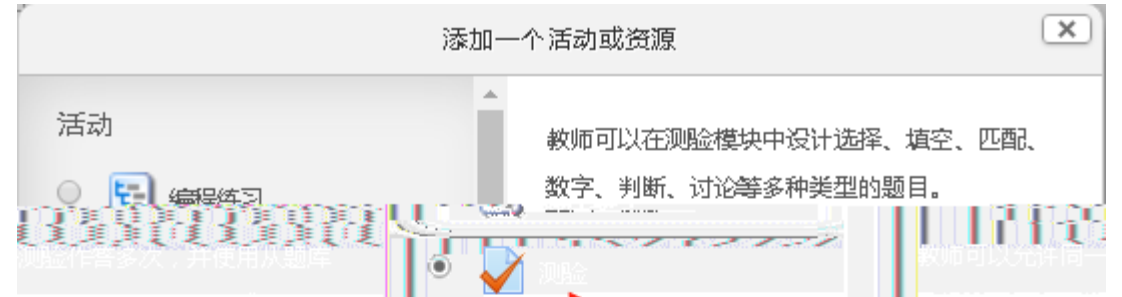 添加一个活动或资源
活动
教师可以在测验模块中设计选择、填空、匹配、
编程练习
数字、判断、讨论等多种类型的题目。
测验作答多次，并使用从题库
测验
教师可以允许同一